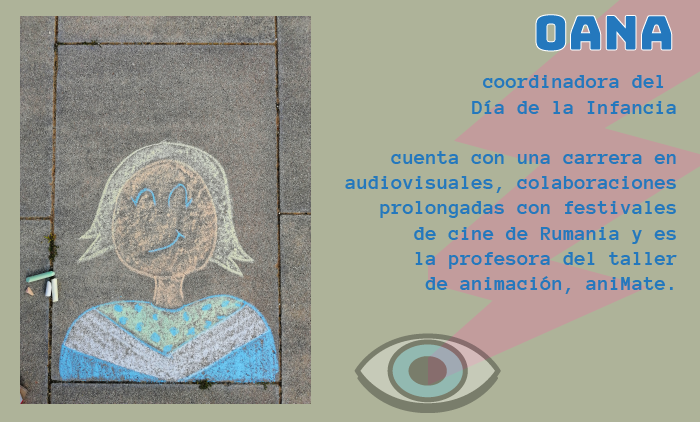 OANA
coordinadora del
Día de la Infancia
cuenta con una carrera en
audiovisuales, colaboraciones
prolongadas con festivales
de cine de Rumania y es
la profesora del taller
de animación, aniMate.